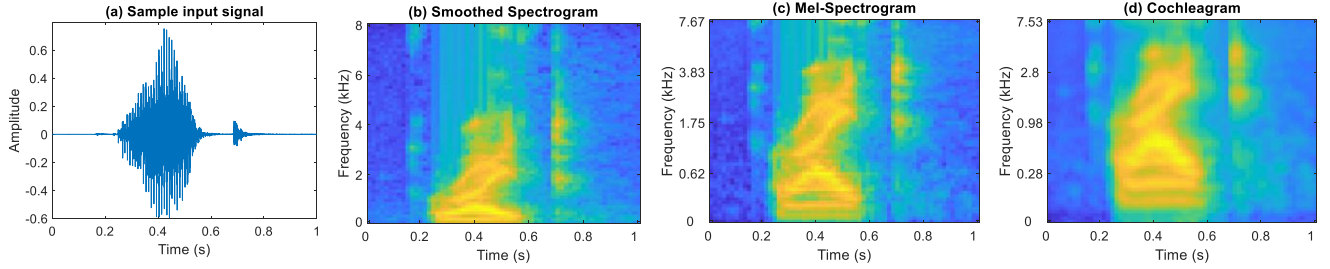 (a) Sample input signal
Amplitude
0.6
0.4
0.2
0
-0.2
-0.4
-0.6
0 0.2 0.4 0.6 0.8 1
Time (s)
(b) Smoothed Spectrogram
Frequency (kHz)
8
6
4
2
0
0 0.2 0.4 0.6 0.8 1
Time (s)
(c) Mel-Spectrogram
Frequency (kHz)
7.67
3.83
1.75
0.62
0
0 0.2 0.4 0.6 0.8 1
Time (s)
(d) Cochleagram
Frequency (kHz)
7.53
2.8
0.98
0.28
0
0 0.2 0.4 0.6 0.8 1
Time (s)